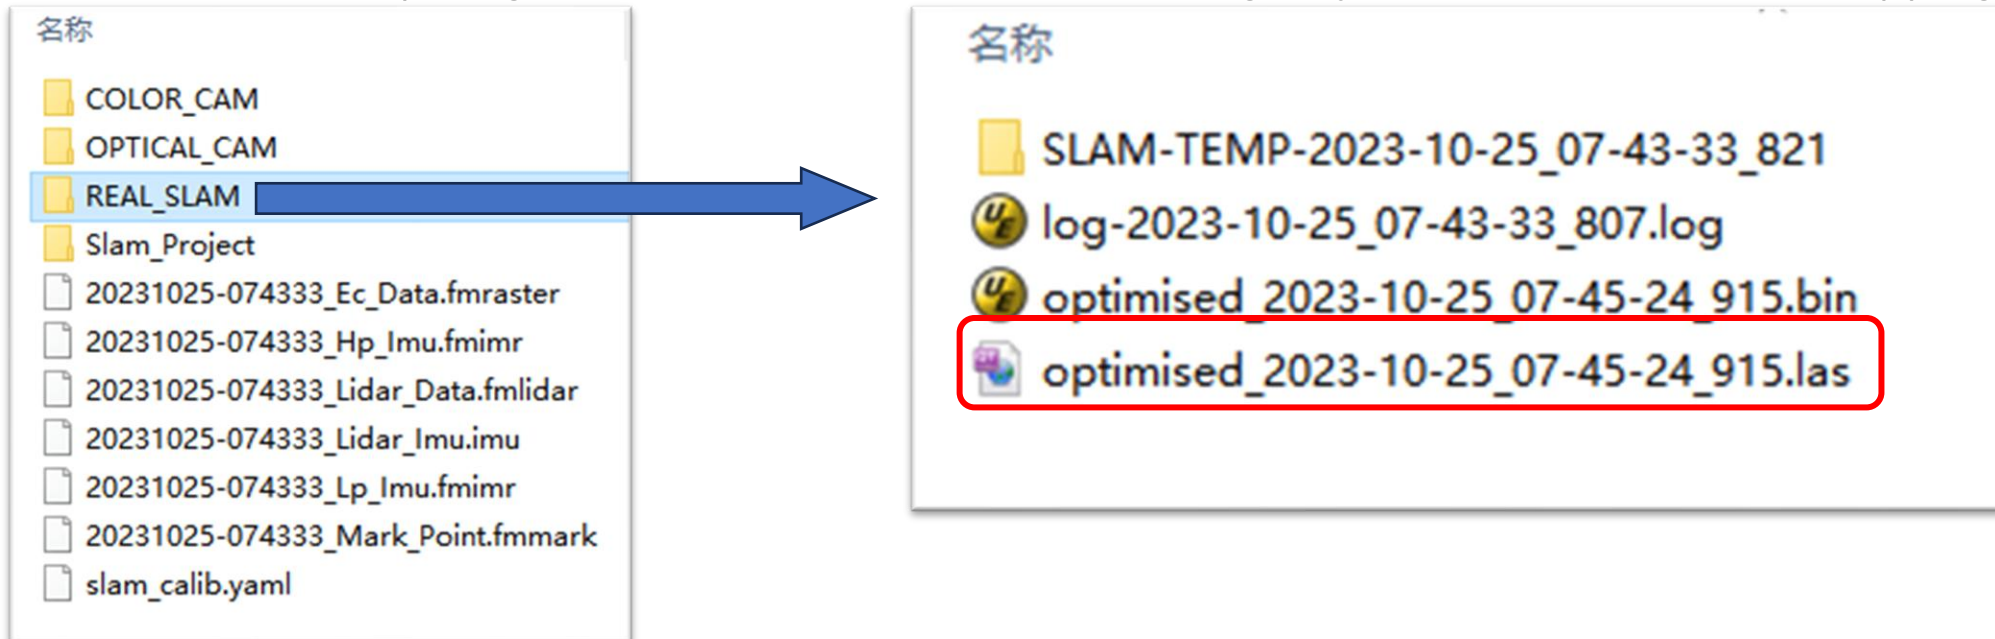 名称
COLOR_CAM
OPTICAL_CAM
REAL_SLAM
Slam_Project
20231025-074333_Ec_Data.fmraster
20231025-074333_Hp_Imu.fmimr
20231025-074333_Lidar_Data.fmlidar
20231025-074333_Lidar_Imu.imu
20231025-074333_Lp_Imu.fmimr
20231025-074333_Mark_Point.fmmark
slam_calib.yaml
名称
SLAM-TEMP-2023-10-25_07-43-33_821
log-2023-10-25_07-43-33_807.log
optimised_2023-10-25_07-45-24_915.bin
optimised_2023-10-25_07-45-24_915.las